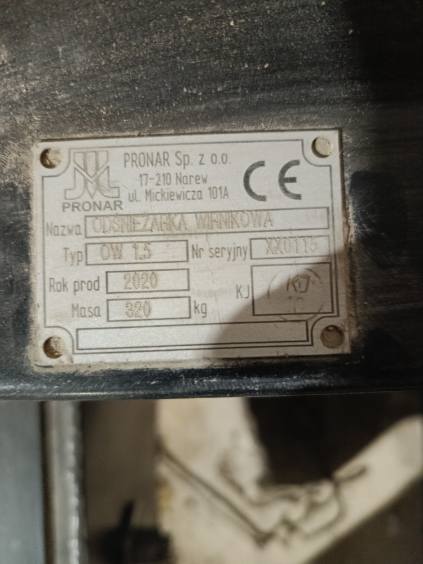 PRONAR Sp. z o.o.
17-210 Narew
ul. Mickiewicza 101A
CE
PRONAR
Nazwa ODŚNIEŻARKA WIRNIKOWA
Typ OW 1.5 Nr seryjny
Rok prod 2020 KJ
Masa 320 kg